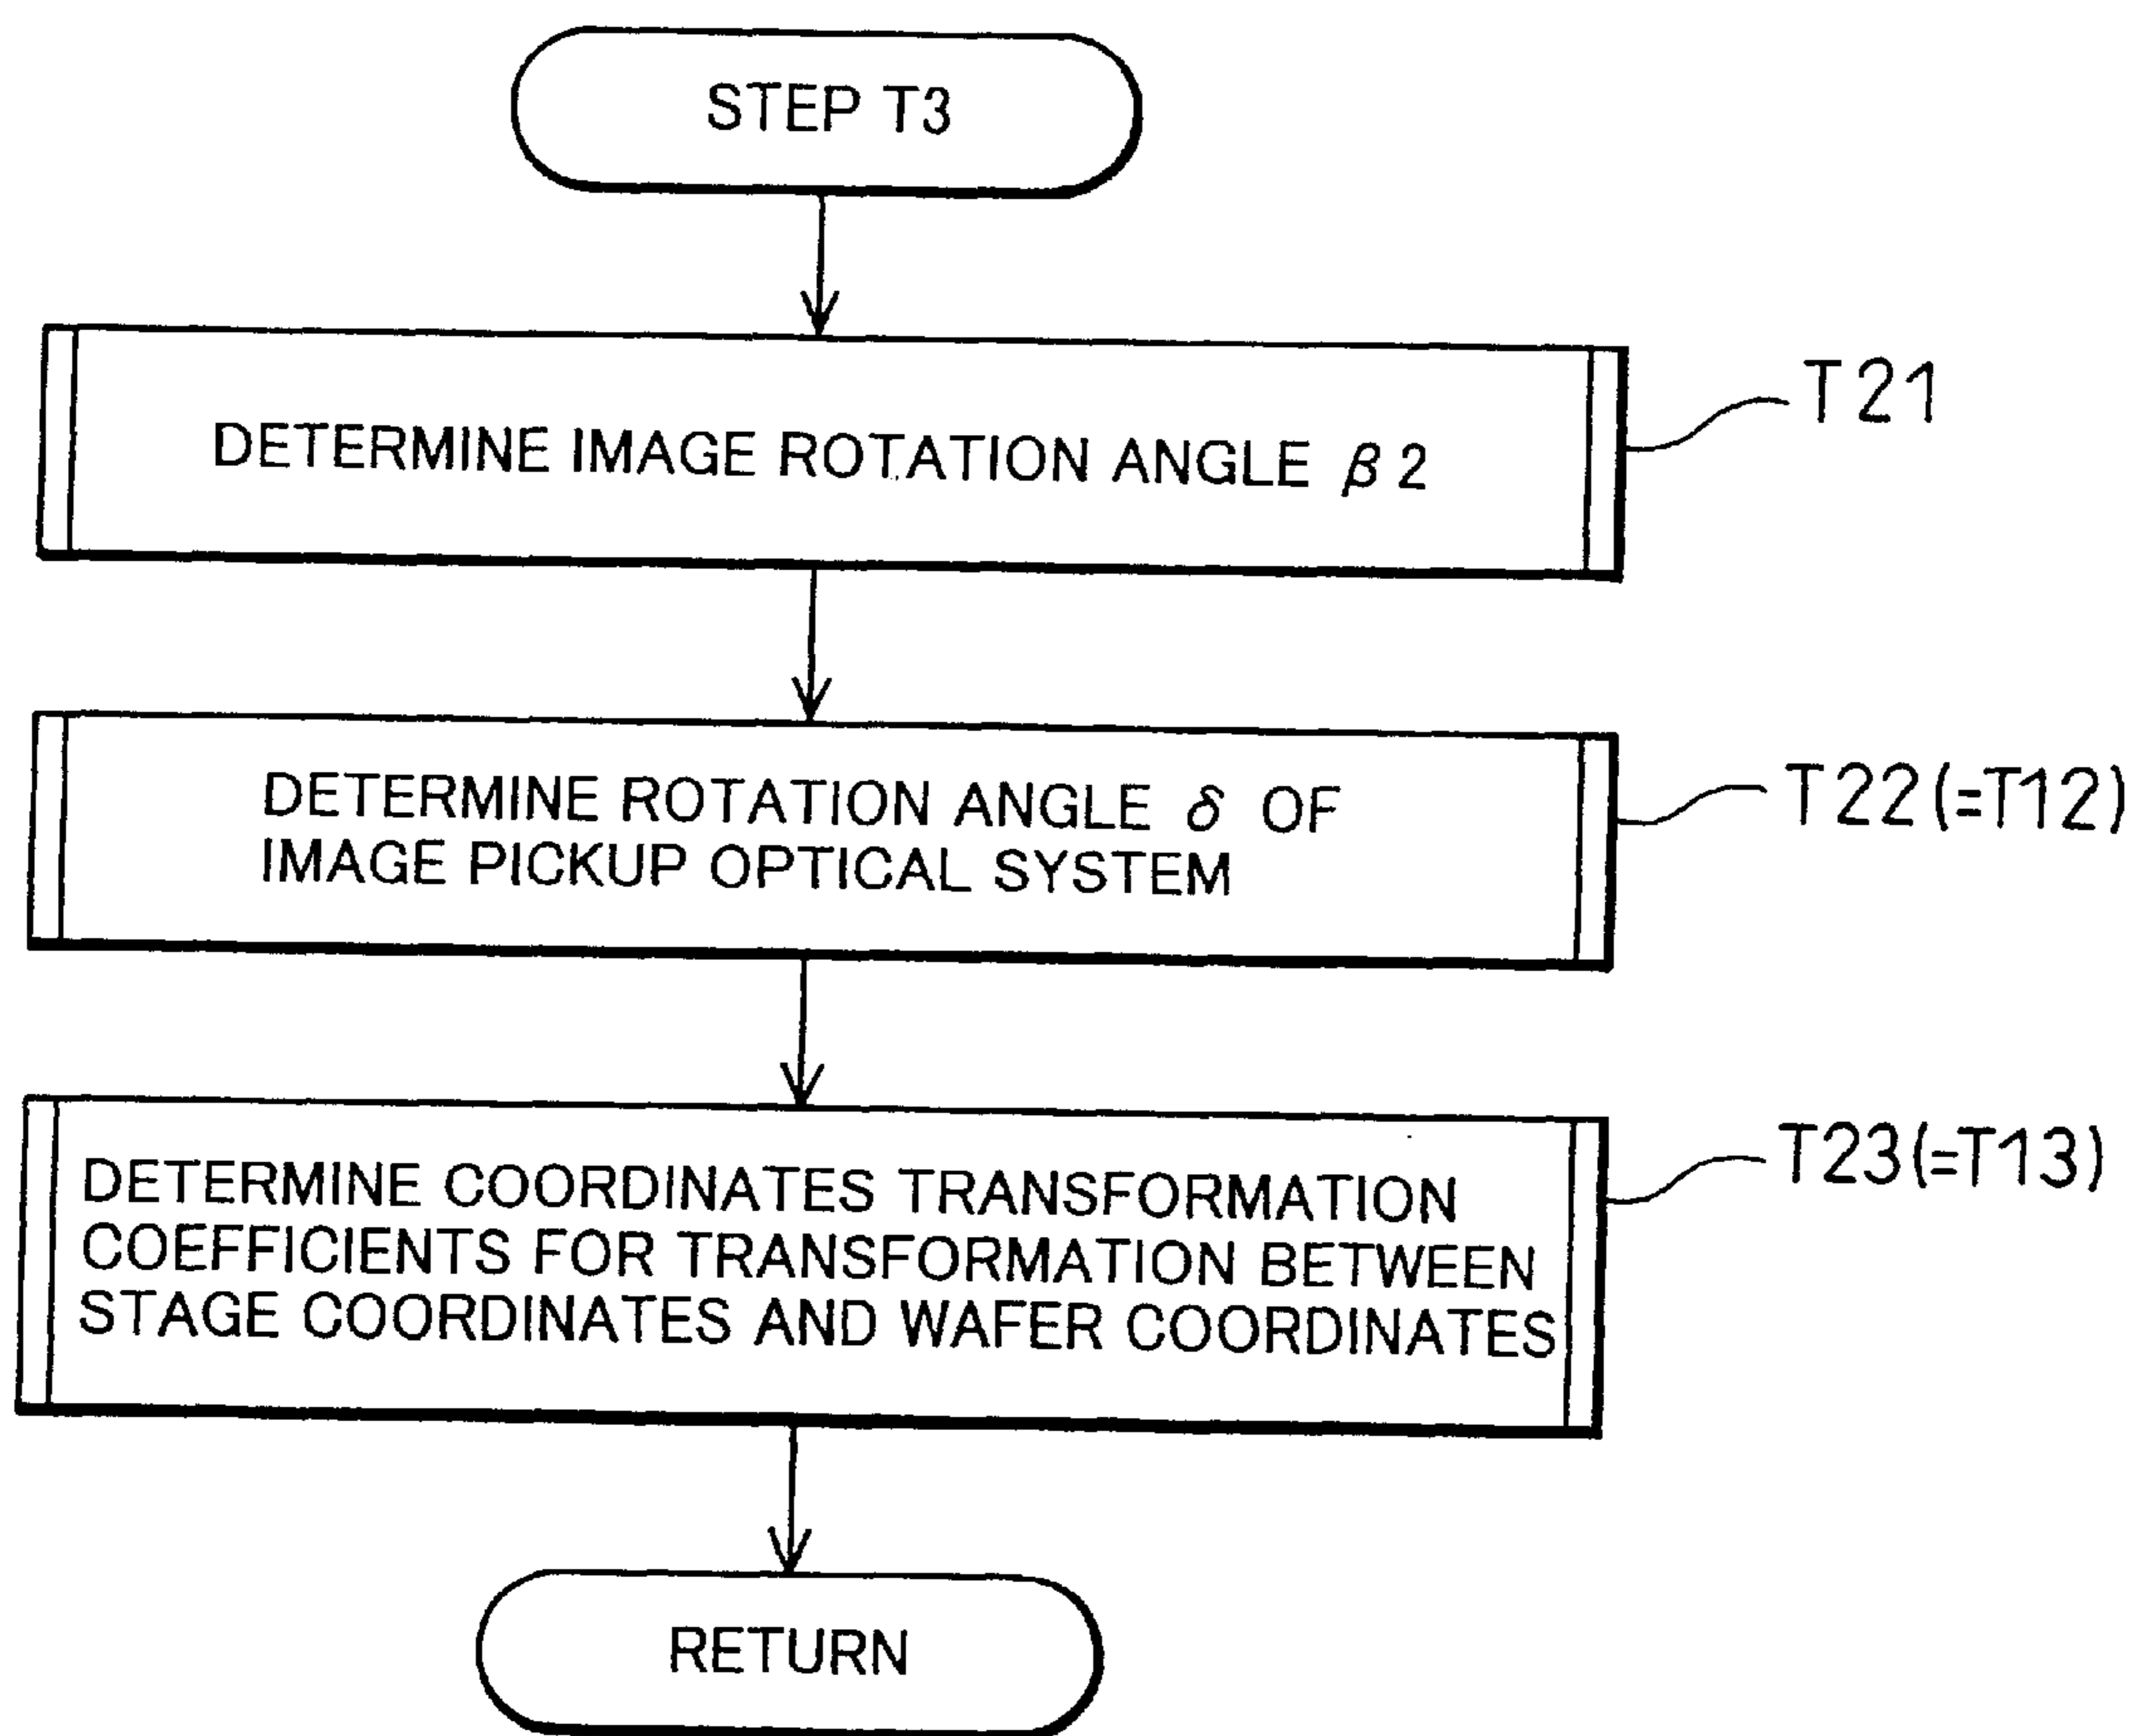 STEP T3
DETERMINE IMAGE ROTATION ANGLE β2
T21
DETERMINE ROTATION ANGLE δ OF
IMAGE PICKUP OPTICAL SYSTEM
T22(=T12)
DETERMINE COORDINATES TRANSFORMATION
COEFFICIENTS FOR TRANSFORMATION BETWEEN
STAGE COORDINATES AND WAFER COORDINATES
T23(=T13)
RETURN